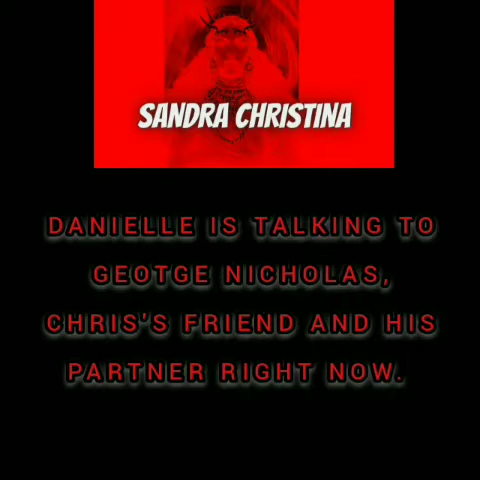 SANDRA CHRISTINA
DANIELLE IS TALKING TO
GEOTGE NICHOLAS,
CHRIS'S FRIEND AND HIS
PARTNER RIGHT NOW.